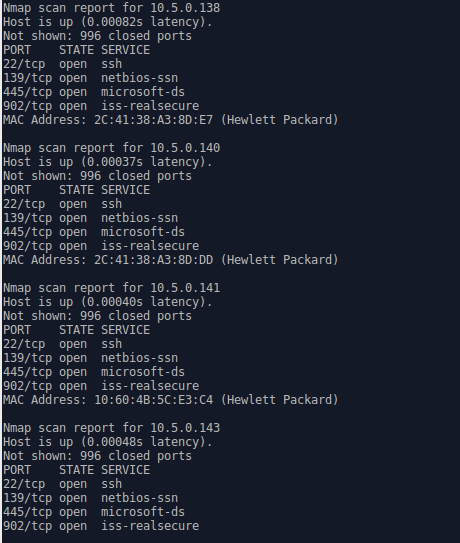 Nmap scan report for 10.5.0.138
Host is up (0.00082s latency).
Not shown: 996 closed ports
PORT    STATE SERVICE
22/tcp  open  ssh
139/tcp open  netbios-ssn
445/tcp open  microsoft-ds
902/tcp open  iss-realsecure
MAC Address: 2C:41:38:A3:8D:E7 (Hewlett Packard)

Nmap scan report for 10.5.0.140
Host is up (0.00037s latency).
Not shown: 996 closed ports
PORT    STATE SERVICE
22/tcp  open  ssh
139/tcp open  netbios-ssn
445/tcp open  microsoft-ds
902/tcp open  iss-realsecure
MAC Address: 2C:41:38:A3:8D:DD (Hewlett Packard)

Nmap scan report for 10.5.0.141
Host is up (0.00040s latency).
Not shown: 996 closed ports
PORT    STATE SERVICE
22/tcp  open  ssh
139/tcp open  netbios-ssn
445/tcp open  microsoft-ds
902/tcp open  iss-realsecure
MAC Address: 10:60:4B:5C:E3:C4 (Hewlett Packard)

Nmap scan report for 10.5.0.143
Host is up (0.00048s latency).
Not shown: 996 closed ports
PORT    STATE SERVICE
22/tcp  open  ssh
139/tcp open  netbios-ssn
445/tcp open  microsoft-ds
902/tcp open  iss-realsecure